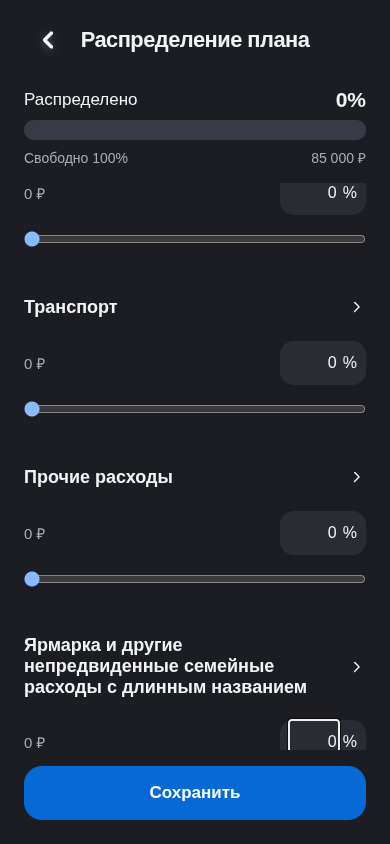 Распределение плана
Распределено 0%
Свободно 100% 85 000 ₽
0 ₽ 0 %
Транспорт
0 ₽ 0 %
Прочие расходы
0 ₽ 0 %
Ярмарка и другие
непредвиденные семейные
расходы с длинным названием
0 ₽ 0 %
Сохранить